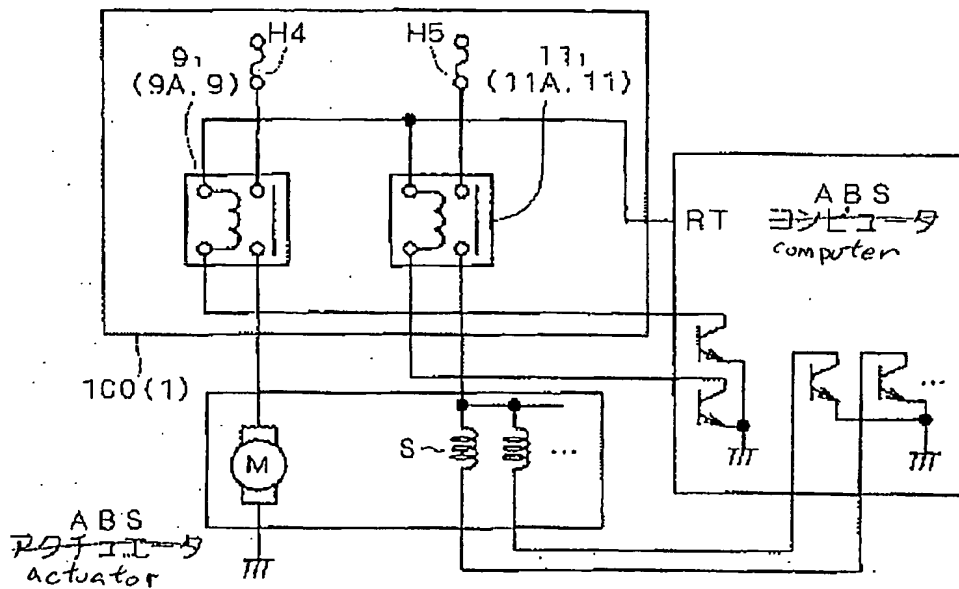 H4
H5
9₁
(9A, 9)
11₁
(11A, 11)
RT
ABS
コンピュータ
computer
100(1)
S
...
...
M
ABS
アクチュエータ
actuator